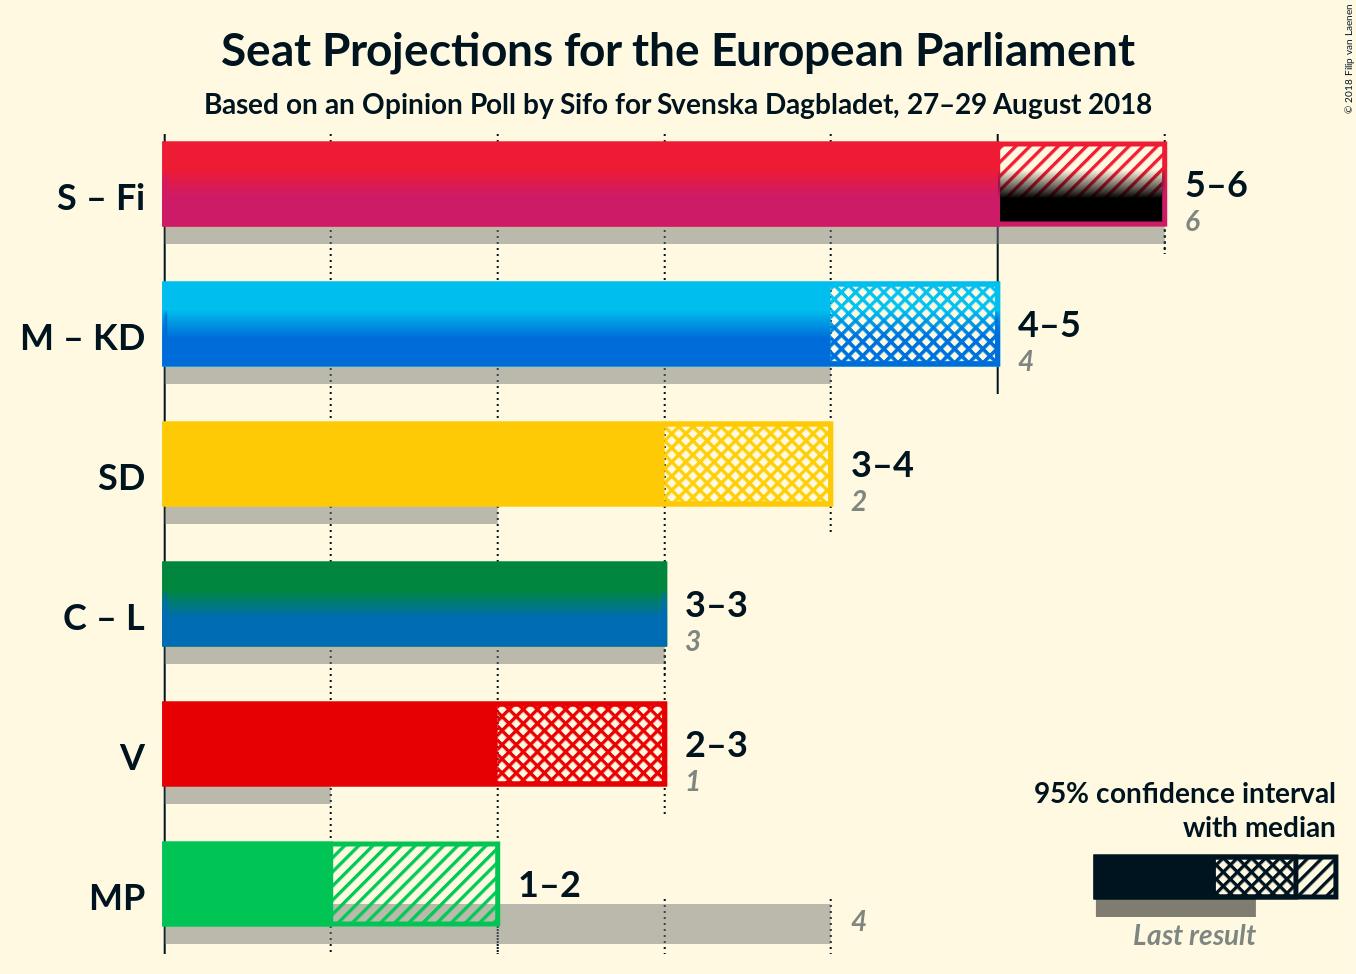 Seat Projections for the European Parliament
Based on an Opinion Poll by Sifo for Svenska Dagbladet, 27–29 August 2018
© 2018 Filip van Laenen
S – Fi
5–6
6
M – KD
4–5
4
SD
3–4
2
C – L
3–3
3
V
2–3
1
MP
1–2
4
95% confidence interval
with median
Last result